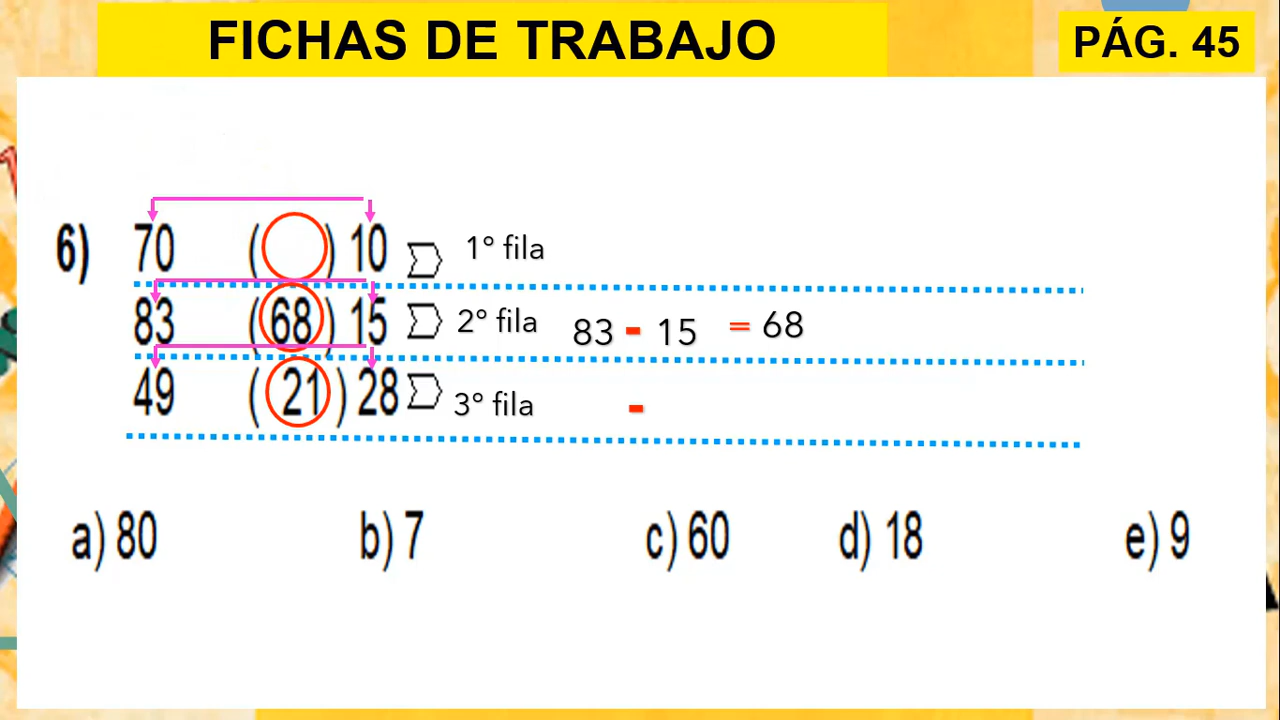 FICHAS DE TRABAJO
PÁG. 45
6) 70 ( ) 10 1° fila
83 (68) 15 2° fila 83 - 15 = 68
49 ( 21 ) 28 3° fila -
a) 80 b) 7 c) 60 d) 18 e) 9